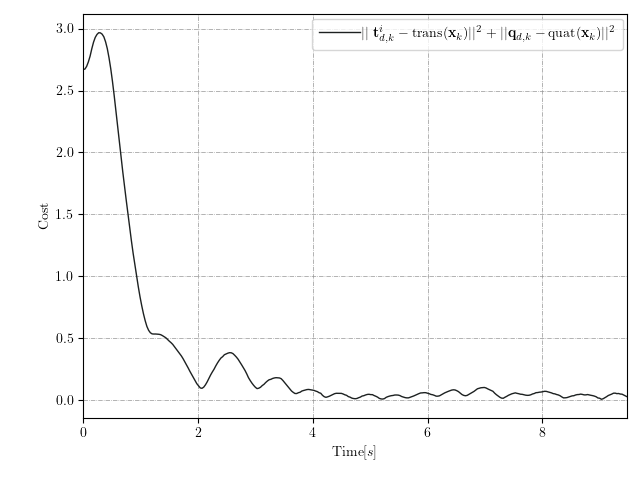 || t^i_{d,k} − trans(x_k)||^2 + ||q_{d,k} − quat(x_k)||^2
3.0
2.5
2.0
1.5
1.0
0.5
0.0
Cost
0 2 4 6 8
Time[s]